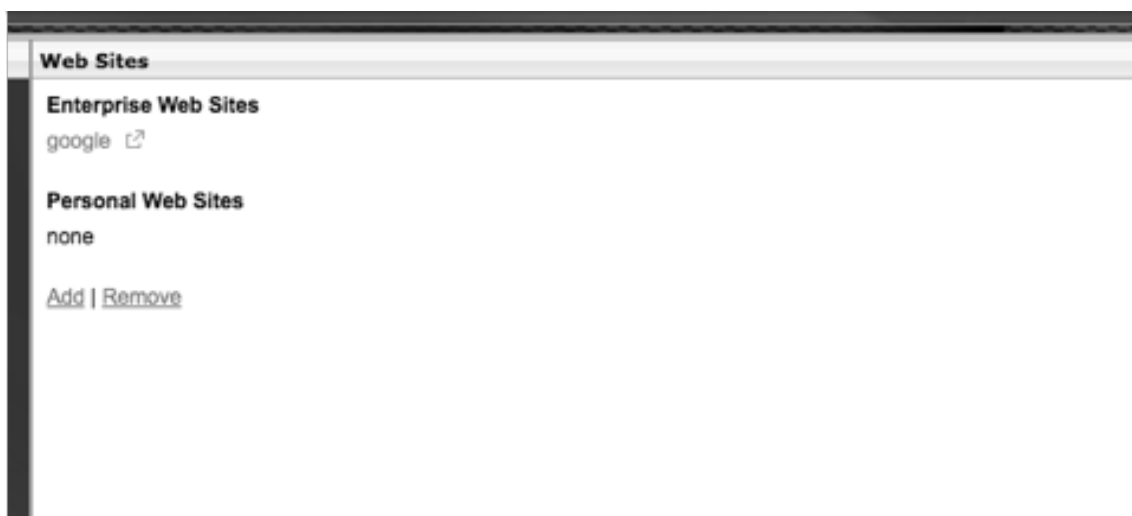 Web Sites
Enterprise Web Sites
google
Personal Web Sites
none
Add | Remove